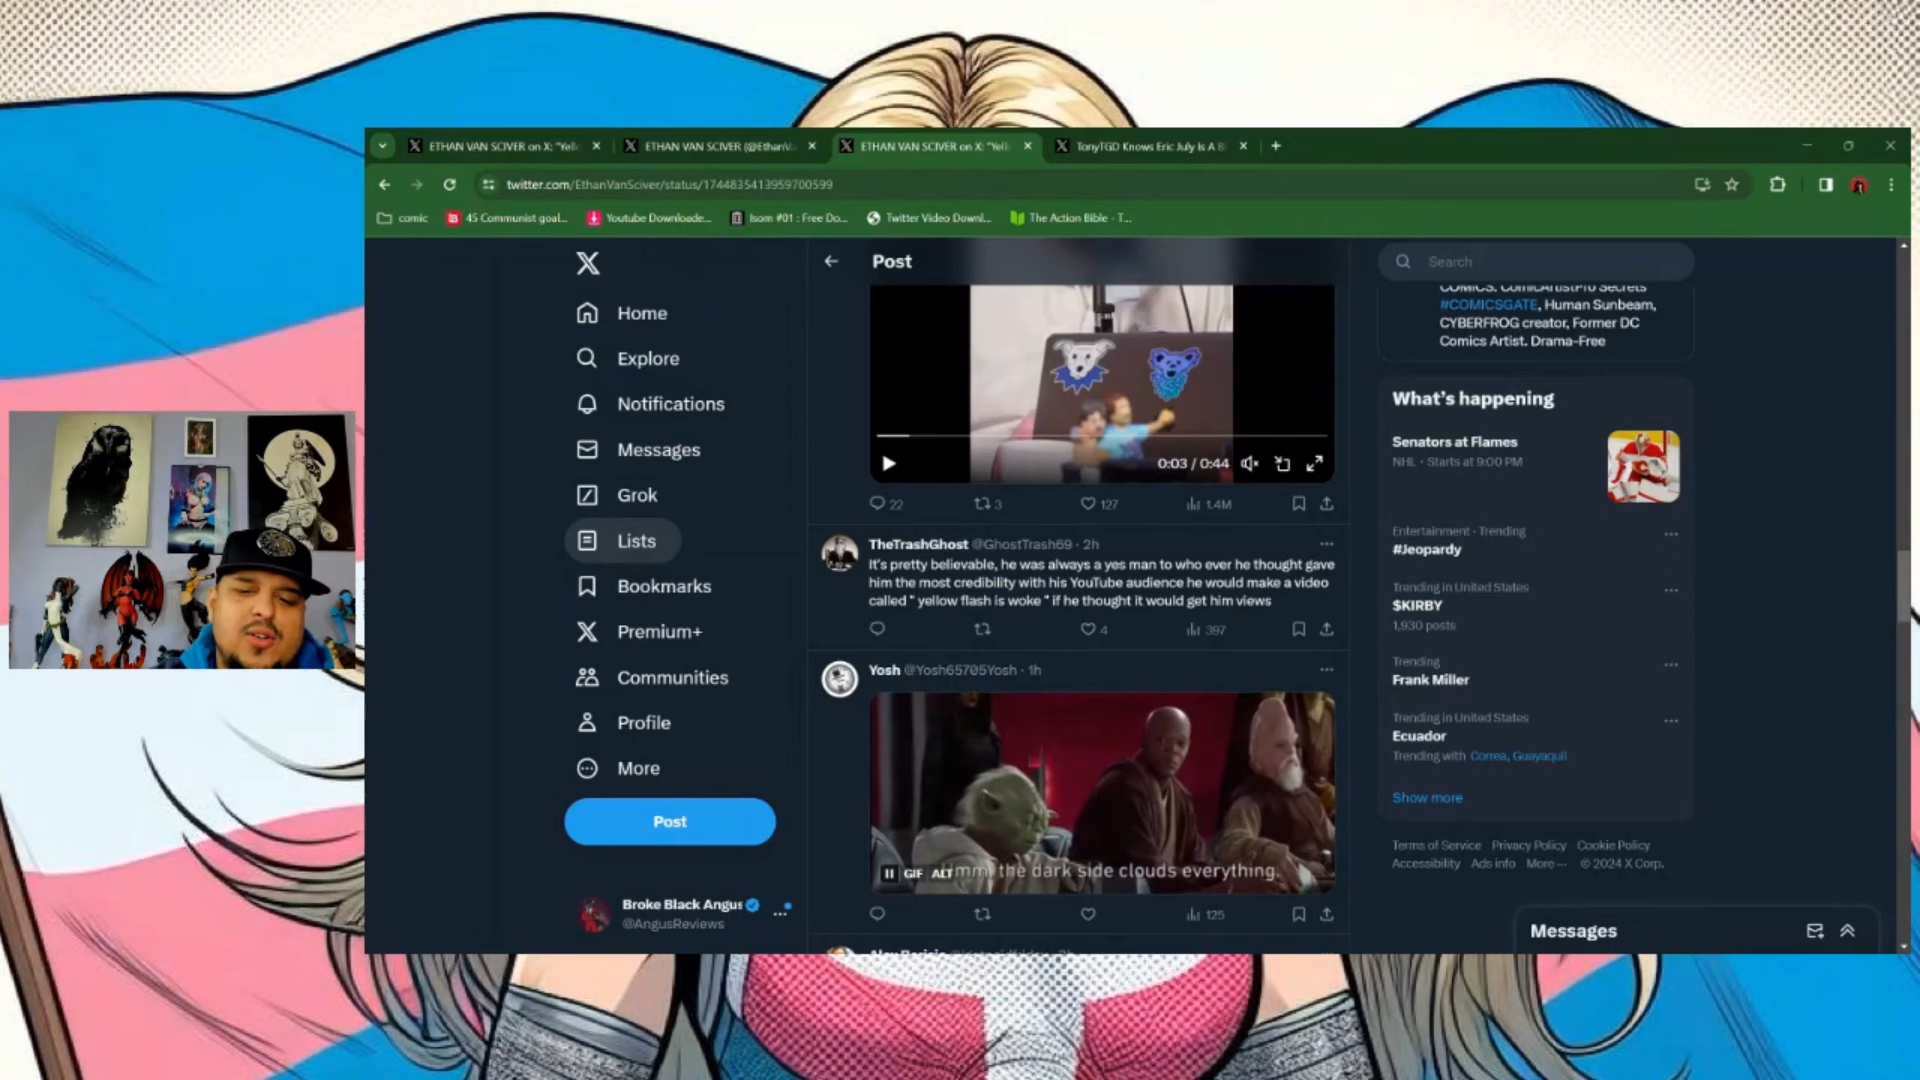 ETHAN VAN SCIVER on X: "Yell
ETHAN VAN SCIVER (@EthanV
ETHAN VAN SCIVER on X: "Yell
TonyTGD Knows Eric July Is A B
twitter.com/EthanVanSciver/status/1744835413959700599
comic
45 Communist goal...
Youtube Downloade...
Isom #01 : Free Do...
Twitter Video Downl...
The Action Bible - T...
Home
Explore
Notifications
Messages
Grok
Lists
Bookmarks
Premium+
Communities
Profile
More
Post
Broke Black Angus
@AngusReviews
Post
0:03 / 0:44
22
3
127
1.4M
TheTrashGhost @GhostTrash69 · 2h
It's pretty believable, he was always a yes man to who ever he thought gave
him the most credibility with his YouTube audience he would make a video
called " yellow flash is woke " if he thought it would get him views
4
397
Yosh @Yosh65705Yosh · 1h
GIF ALT
the dark side clouds everything.
125
Search
COMICS. ComicArtistPro Secrets
#COMICSGATE, Human Sunbeam,
CYBERFROG creator, Former DC
Comics Artist. Drama-Free
What's happening
Senators at Flames
NHL · Starts at 9:00 PM
Entertainment · Trending
#Jeopardy
Trending in United States
$KIRBY
1,930 posts
Trending
Frank Miller
Trending in United States
Ecuador
Trending with Correa, Guayaquil
Show more
Terms of Service Privacy Policy Cookie Policy
Accessibility Ads info More ... © 2024 X Corp.
Messages